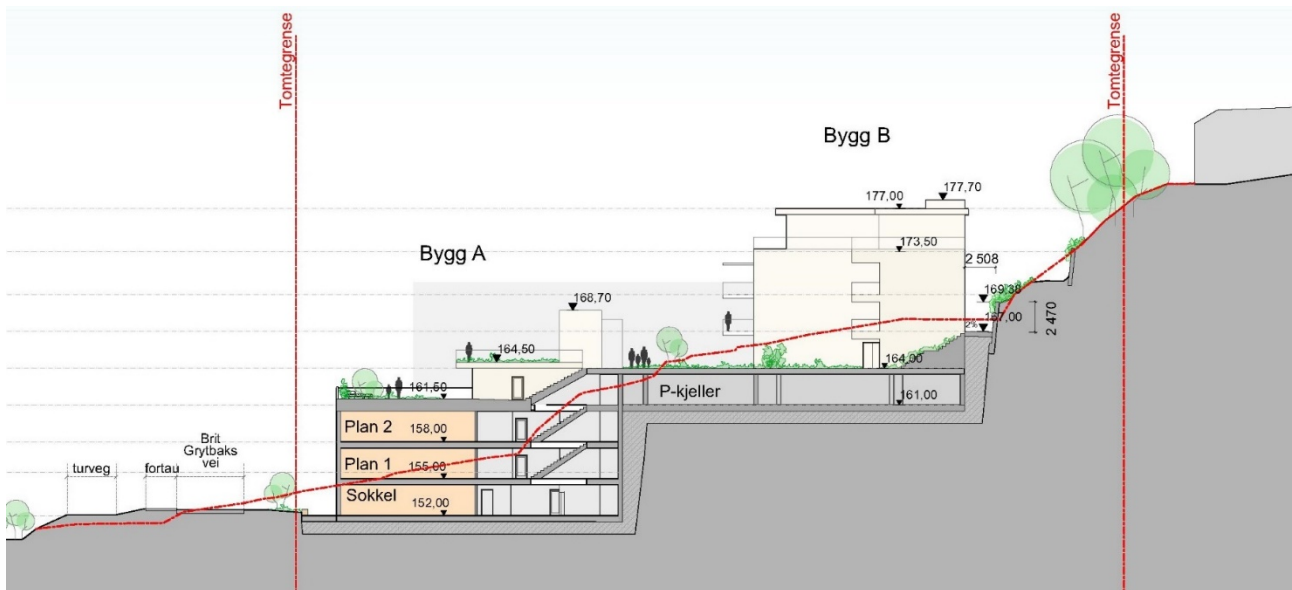 Tomtegrense
Tomtegrense
Bygg B
177,70
177,00
Bygg A
173,50
2 508
169,38
168,70
167,00
2 470
2%
164,50
164,00
161,50
P-kjeller
161,00
Plan 2 158,00
Brit
Grytbaks
vei
turveg
fortau
Plan 1 155,00
Sokkel 152,00